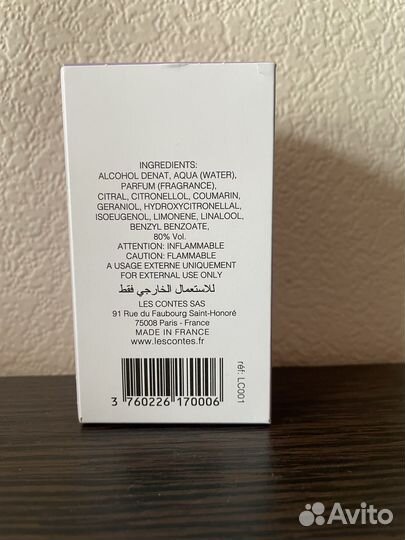 INGREDIENTS:
ALCOHOL DENAT, AQUA (WATER),
PARFUM (FRAGRANCE),
CITRAL, CITRONELLOL, COUMARIN,
GERANIOL, HYDROXYCITRONELLAL,
ISOEUGENOL, LIMONENE, LINALOOL,
BENZYL BENZOATE,
80% Vol.
ATTENTION: INFLAMMABLE
CAUTION: FLAMMABLE
A USAGE EXTERNE UNIQUEMENT
FOR EXTERNAL USE ONLY
للاستعمال الخارجي فقط
LES CONTES SAS
91 Rue du Faubourg Saint-Honoré
75008 Paris - France
MADE IN FRANCE
www.lescontes.fr
réf: LC001
3 760226 170006
Avito